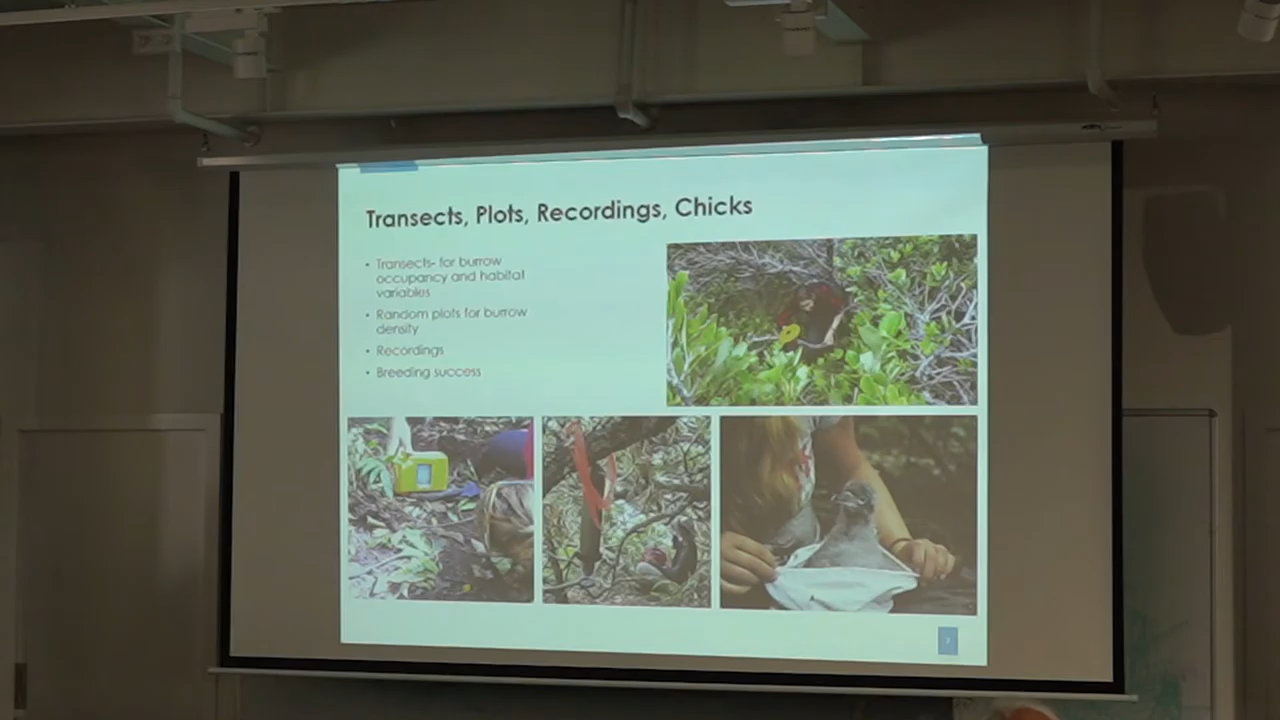 Transects, Plots, Recordings, Chicks
• Transects- for burrow
occupancy and habitat
variables
• Random plots for burrow
density
• Recordings
• Breeding success
7